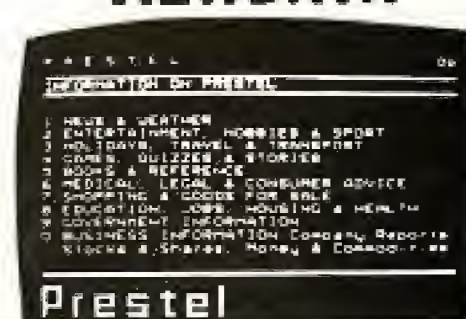 P R E S T E L 0p
INFORMATION ON PRESTEL
1 NEWS & WEATHER
2 ENTERTAINMENT, HOBBIES & SPORT
3 HOLIDAYS, TRAVEL & TRANSPORT
4 GAMES, QUIZZES & STORIES
5 BOOKS & REFERENCE
6 MEDICAL, LEGAL & CONSUMER ADVICE
7 SHOPPING & GOODS FOR SALE
8 EDUCATION, JOBS, HOUSING & HEALTH
9 GOVERNMENT INFORMATION
0 BUSINESS INFORMATION Company Reports
Stocks & Shares, Money & Commodities
Prestel